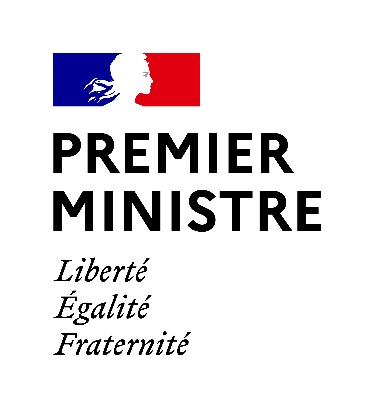 PREMIER
MINISTRE
Liberté
Égalité
Fraternité